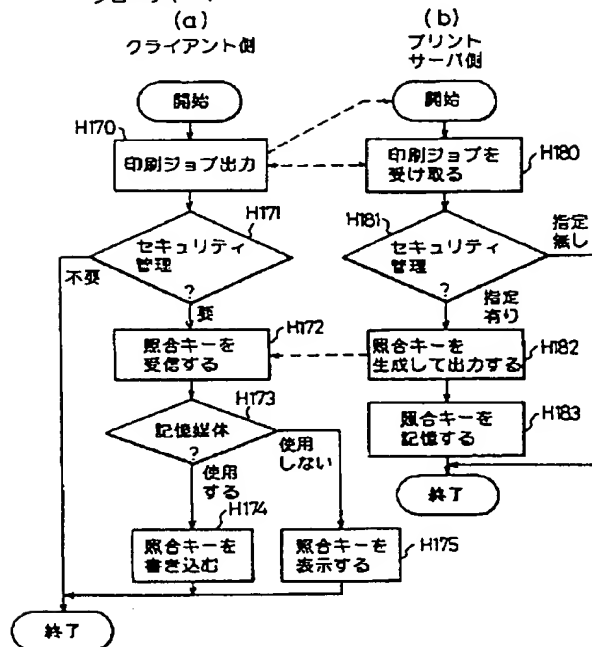 (a)
クライアント側
開始
H170
印刷ジョブ出力
H171
セキュリティ
管理
?
不要
要
H172
照合キーを
受信する
H173
記憶媒体
?
使用
しない
使用
する
H174
照合キーを
書き込む
H175
照合キーを
表示する
終了
(b)
プリント
サーバ側
開始
H180
印刷ジョブを
受け取る
H181
セキュリティ
管理
?
指定
無し
指定
有り
H182
照合キーを
生成して出力する
H183
照合キーを
記憶する
終了